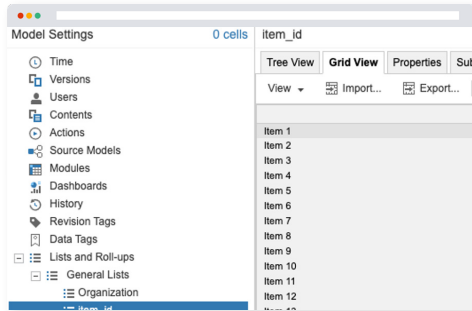 Model Settings 0 cells
Time
Versions
Users
Contents
Actions
Source Models
Modules
Dashboards
History
Revision Tags
Data Tags
Lists and Roll-ups
General Lists
Organization
item_id
item_id
Tree View Grid View Properties Sub
View Import... Export...
Item 1
Item 2
Item 3
Item 4
Item 5
Item 6
Item 7
Item 8
Item 9
Item 10
Item 11
Item 12
Item 13